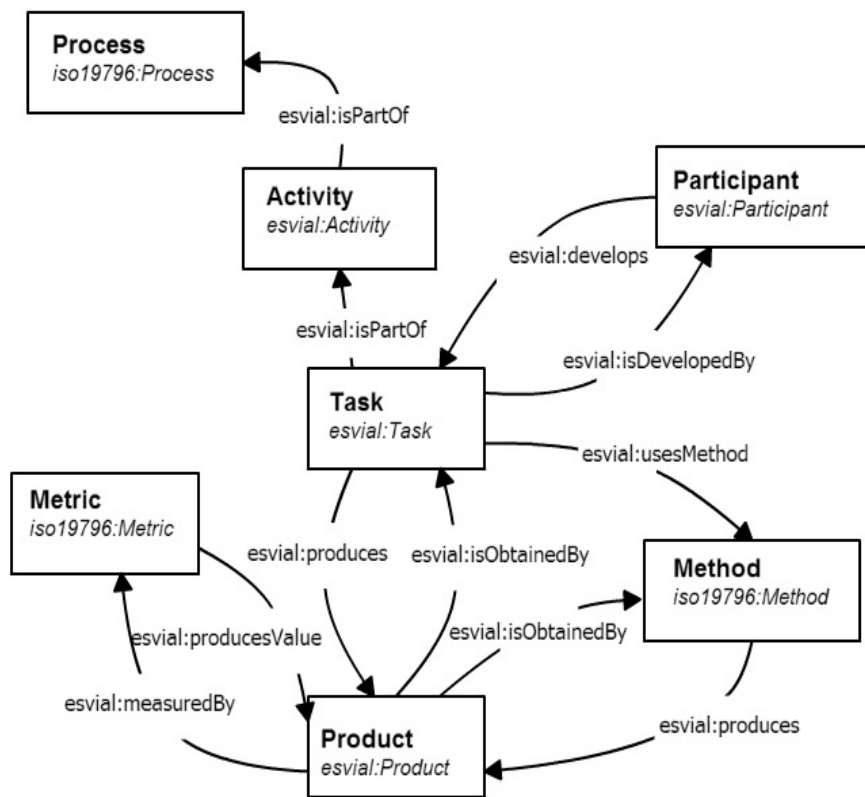 Process
iso19796:Process
esvial:isPartOf
Activity
esvial:Activity
Participant
esvial:Participant
esvial:develops
esvial:isPartOf
esvial:isDevelopedBy
Task
esvial:Task
esvial:usesMethod
Metric
iso19796:Metric
esvial:produces
esvial:isObtainedBy
Method
iso19796:Method
esvial:producesValue
esvial:isObtainedBy
esvial:measuredBy
esvial:produces
Product
esvial:Product